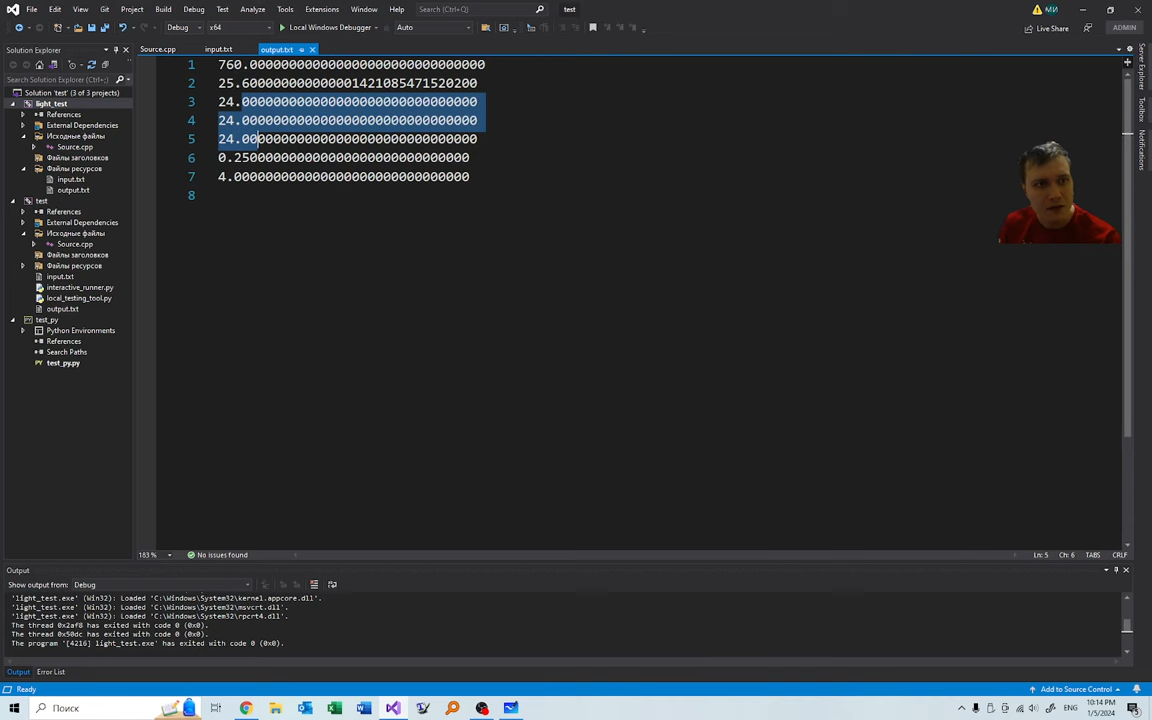 File Edit View Git Project Build Debug Test Analyze Tools Extensions Window Help Search (Ctrl+Q) test МИ
Debug x64 Local Windows Debugger Auto Live Share ADMIN
Solution Explorer
Search Solution Explorer (Ctrl+;)
Solution 'test' (3 of 3 projects)
light_test
References
External Dependencies
Исходные файлы
Source.cpp
Файлы заголовков
Файлы ресурсов
input.txt
output.txt
test
References
External Dependencies
Исходные файлы
Source.cpp
Файлы заголовков
Файлы ресурсов
input.txt
interactive_runner.py
local_testing_tool.py
output.txt
test_py
Python Environments
References
Search Paths
test_py.py
Source.cpp input.txt output.txt
1 760.000000000000000000000000000000
2 25.600000000000001421085471520200
3 24.000000000000000000000000000000
4 24.000000000000000000000000000000
5 24.000000000000000000000000000000
6 0.250000000000000000000000000000
7 4.000000000000000000000000000000
8
183 % No issues found Ln: 5 Ch: 6 TABS CRLF
Server Explorer
Toolbox
Notifications
Output
Show output from: Debug
'light_test.exe' (Win32): Loaded 'C:\Windows\System32\kernel.appcore.dll'.
'light_test.exe' (Win32): Loaded 'C:\Windows\System32\msvcrt.dll'.
'light_test.exe' (Win32): Loaded 'C:\Windows\System32\rpcrt4.dll'.
The thread 0x2af8 has exited with code 0 (0x0).
The thread 0x50dc has exited with code 0 (0x0).
The program '[4216] light_test.exe' has exited with code 0 (0x0).
Output Error List
Ready Add to Source Control
Поиск ENG 10:14 PM
1/5/2024